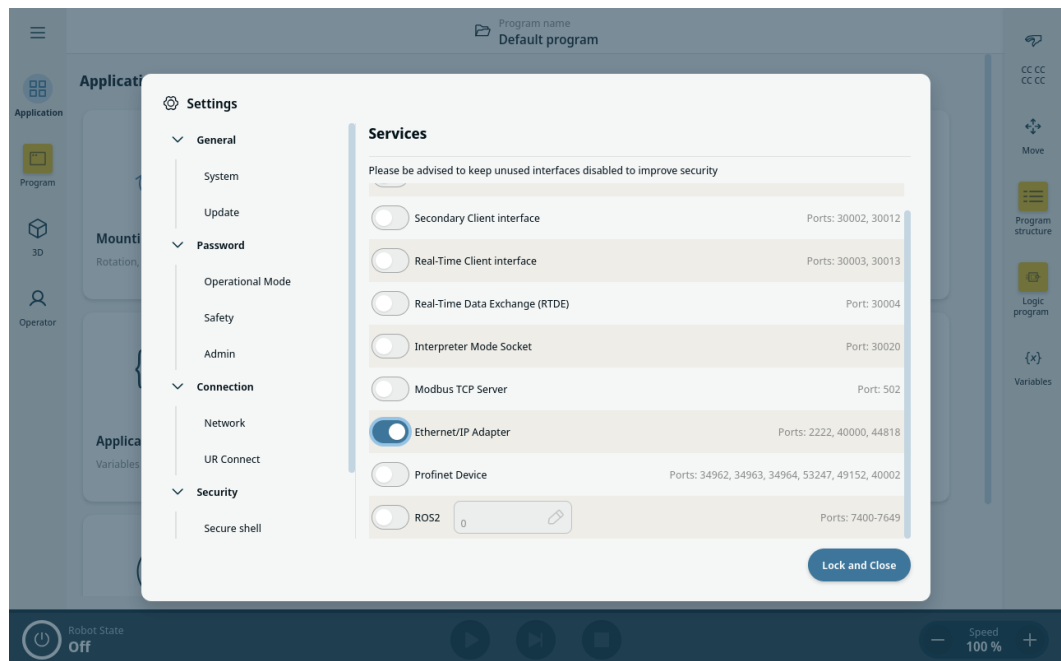 Program name
Default program
Applicati
Application
Program
3D
Operator
Mounti
Rotation,
Applica
Variables
Settings
General
System
Update
Password
Operational Mode
Safety
Admin
Connection
Network
UR Connect
Security
Secure shell
Services
Please be advised to keep unused interfaces disabled to improve security
Secondary Client interface Ports: 30002, 30012
Real-Time Client interface Ports: 30003, 30013
Real-Time Data Exchange (RTDE) Port: 30004
Interpreter Mode Socket Port: 30020
Modbus TCP Server Port: 502
Ethernet/IP Adapter Ports: 2222, 40000, 44818
Profinet Device Ports: 34962, 34963, 34964, 53247, 49152, 40002
ROS2 0 Ports: 7400-7649
Lock and Close
CC CC
CC CC
Move
Program
structure
Logic
program
{x}
Variables
Robot State
Off
Speed
100 %